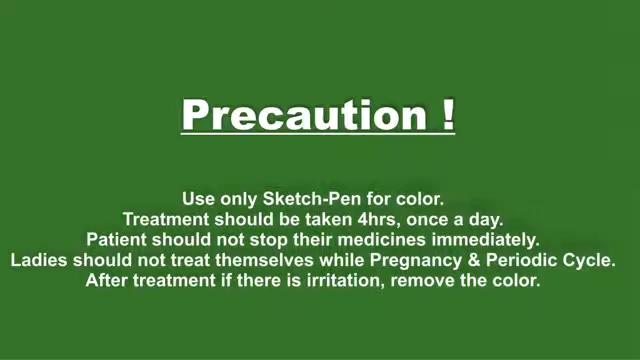 Precaution !
Use only Sketch-Pen for color.
Treatment should be taken 4hrs, once a day.
Patient should not stop their medicines immediately.
Ladies should not treat themselves while Pregnancy & Periodic Cycle.
After treatment if there is irritation, remove the color.